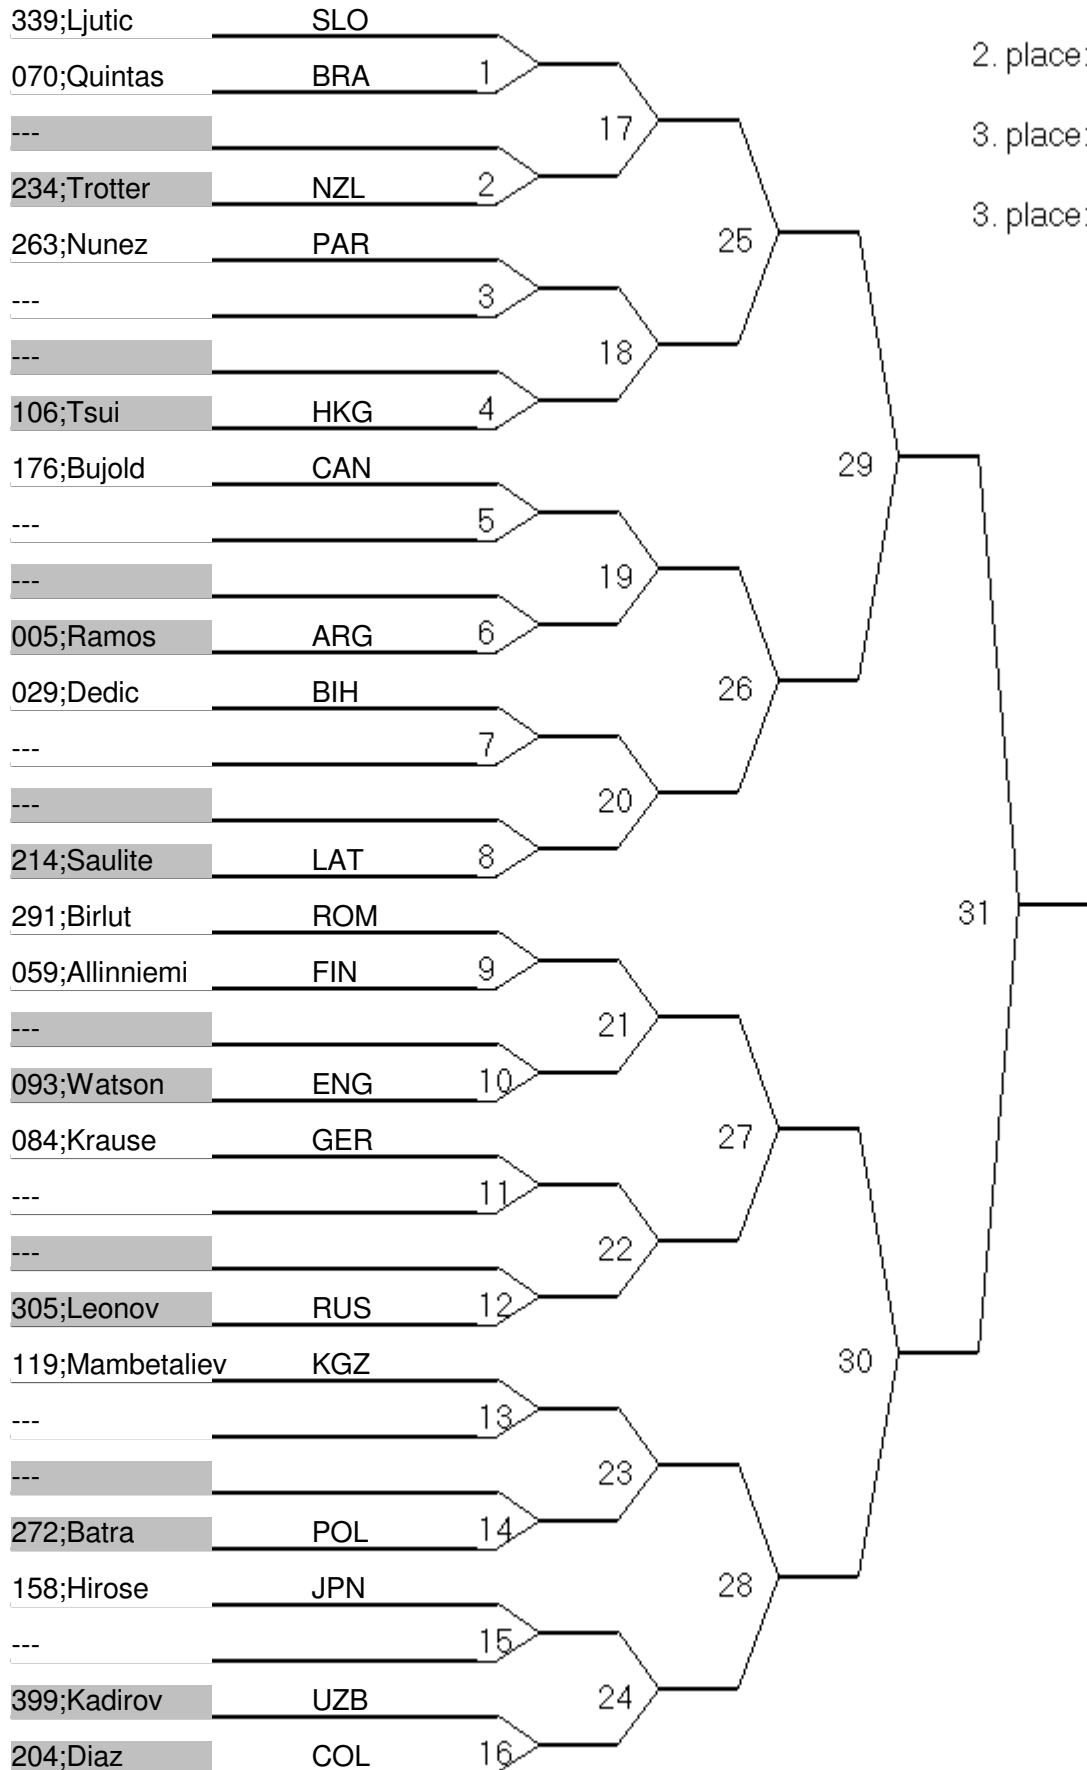 339;Ljutic SLO
2. place:
070;Quintas BRA 1
17
---
3. place:
234;Trotter NZL 2
3. place:
263;Nunez PAR
25
--- 3
18
---
106;Tsui HKG 4
176;Bujold CAN
29
--- 5
19
---
005;Ramos ARG 6
029;Dedic BIH
26
--- 7
20
---
214;Saulite LAT 8
291;Birlut ROM
31
059;Allinniemi FIN 9
21
---
093;Watson ENG 10
084;Krause GER
27
--- 11
22
---
305;Leonov RUS 12
119;Mambetaliev KGZ
30
--- 13
23
---
272;Batra POL 14
158;Hirose JPN
28
--- 15
24
399;Kadirov UZB
204;Diaz COL 16